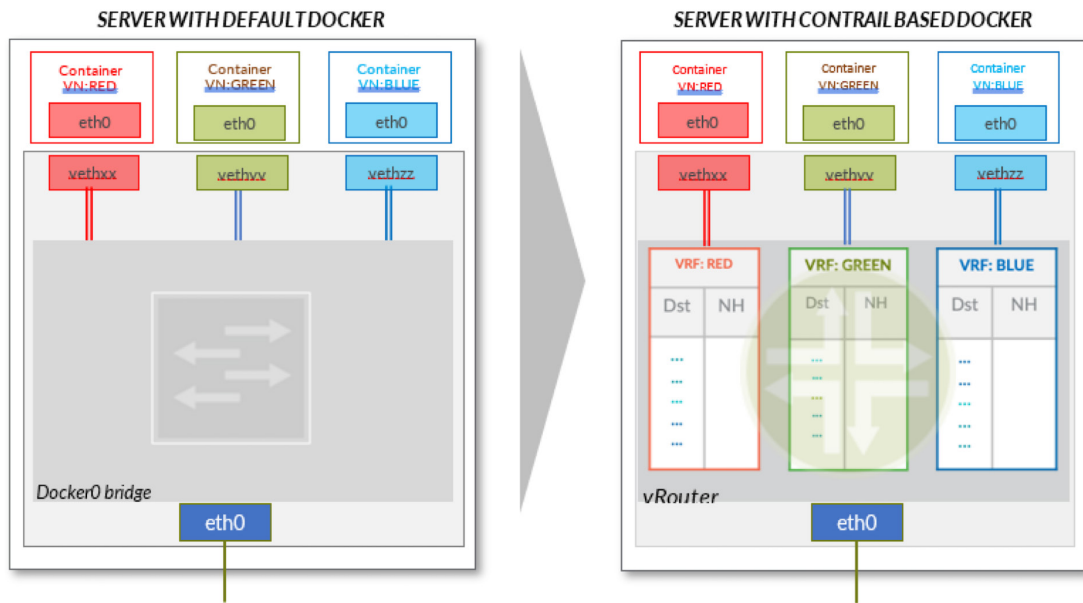 SERVER WITH DEFAULT DOCKER
Container
VN:RED
eth0
Container
VN:GREEN
eth0
Container
VN:BLUE
eth0
vethxx
vethyy
vethzz
Docker0 bridge
eth0
SERVER WITH CONTRAIL BASED DOCKER
Container
VN:RED
eth0
Container
VN:GREEN
eth0
Container
VN:BLUE
eth0
vethxx
vethyy
vethzz
VRF: RED
Dst NH
...
...
...
...
...
VRF: GREEN
Dst NH
...
...
...
...
...
VRF: BLUE
Dst NH
...
...
...
...
...
vRouter
eth0